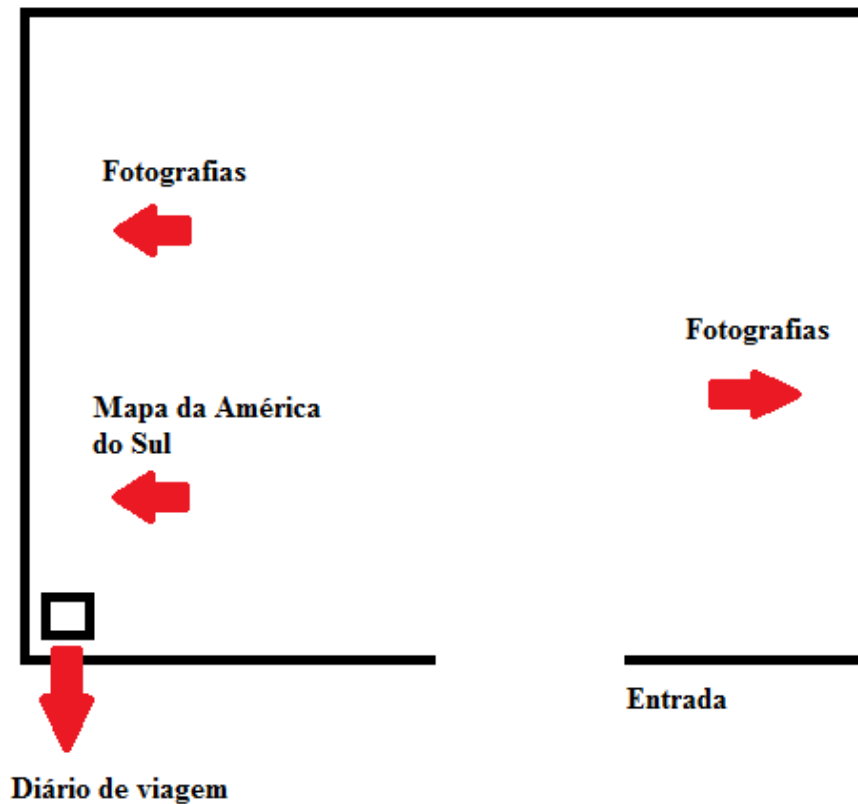 Fotografias
Fotografias
Mapa da América
do Sul
Entrada
Diário de viagem